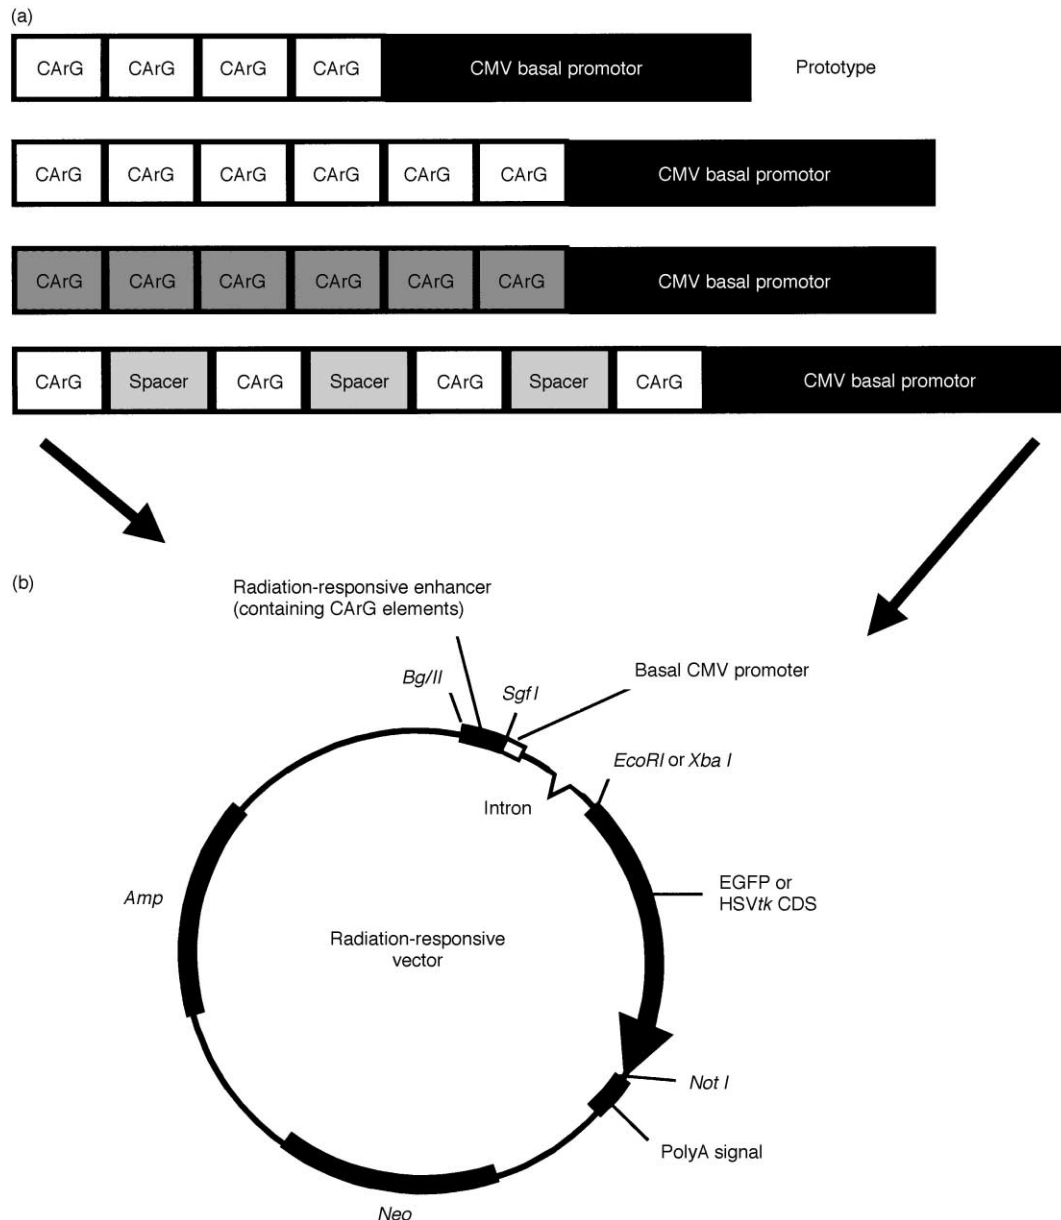 (a)
CArG CArG CArG CArG CMV basal promotor Prototype
CArG CArG CArG CArG CArG CArG CMV basal promotor
CArG CArG CArG CArG CArG CArG CMV basal promotor
CArG Spacer CArG Spacer CArG Spacer CArG CMV basal promotor
(b)
Radiation-responsive enhancer
(containing CArG elements)
Bg/II
Sgf I
Basal CMV promoter
EcoRI or Xba I
Intron
EGFP or
HSVtk CDS
Amp
Radiation-responsive
vector
Not I
PolyA signal
Neo